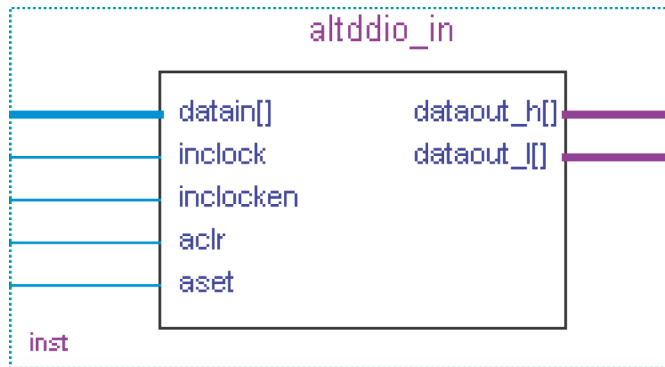 altddio_in
datain[] dataout_h[]
inclock dataout_l[]
inclocken
aclr
aset
inst